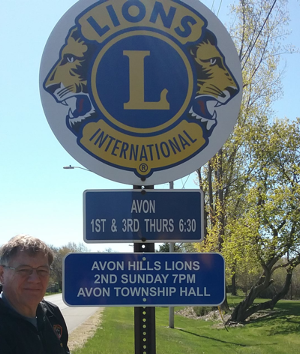 LIONS
L
INTERNATIONAL
®
AVON
1ST & 3RD THURS 6:30
AVON HILLS LIONS
2ND SUNDAY 7PM
AVON TOWNSHIP HALL